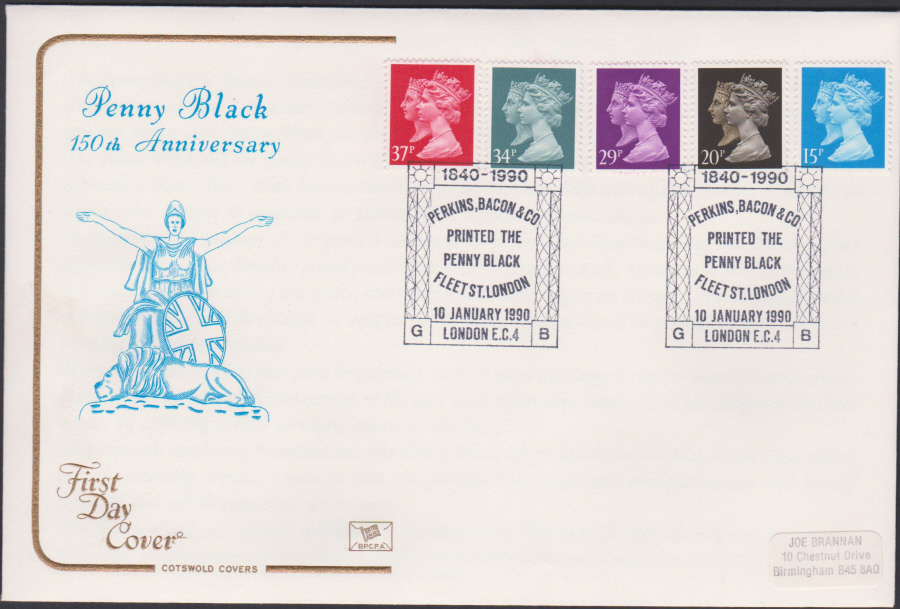 Penny Black
150th Anniversary
37P
34P
29P
20P
15P
1840-1990
PERKINS, BACON & CO
PRINTED THE
PENNY BLACK
FLEET ST. LONDON
10 JANUARY 1990
G LONDON E.C.4 B
1840-1990
PERKINS, BACON & CO
PRINTED THE
PENNY BLACK
FLEET ST. LONDON
10 JANUARY 1990
G LONDON E.C.4 B
First
Day
Cover
COTSWOLD COVERS
B.P.C.P.A.
JOE BRANNAN
10 Chestnut Drive
Birmingham B45 8AQ